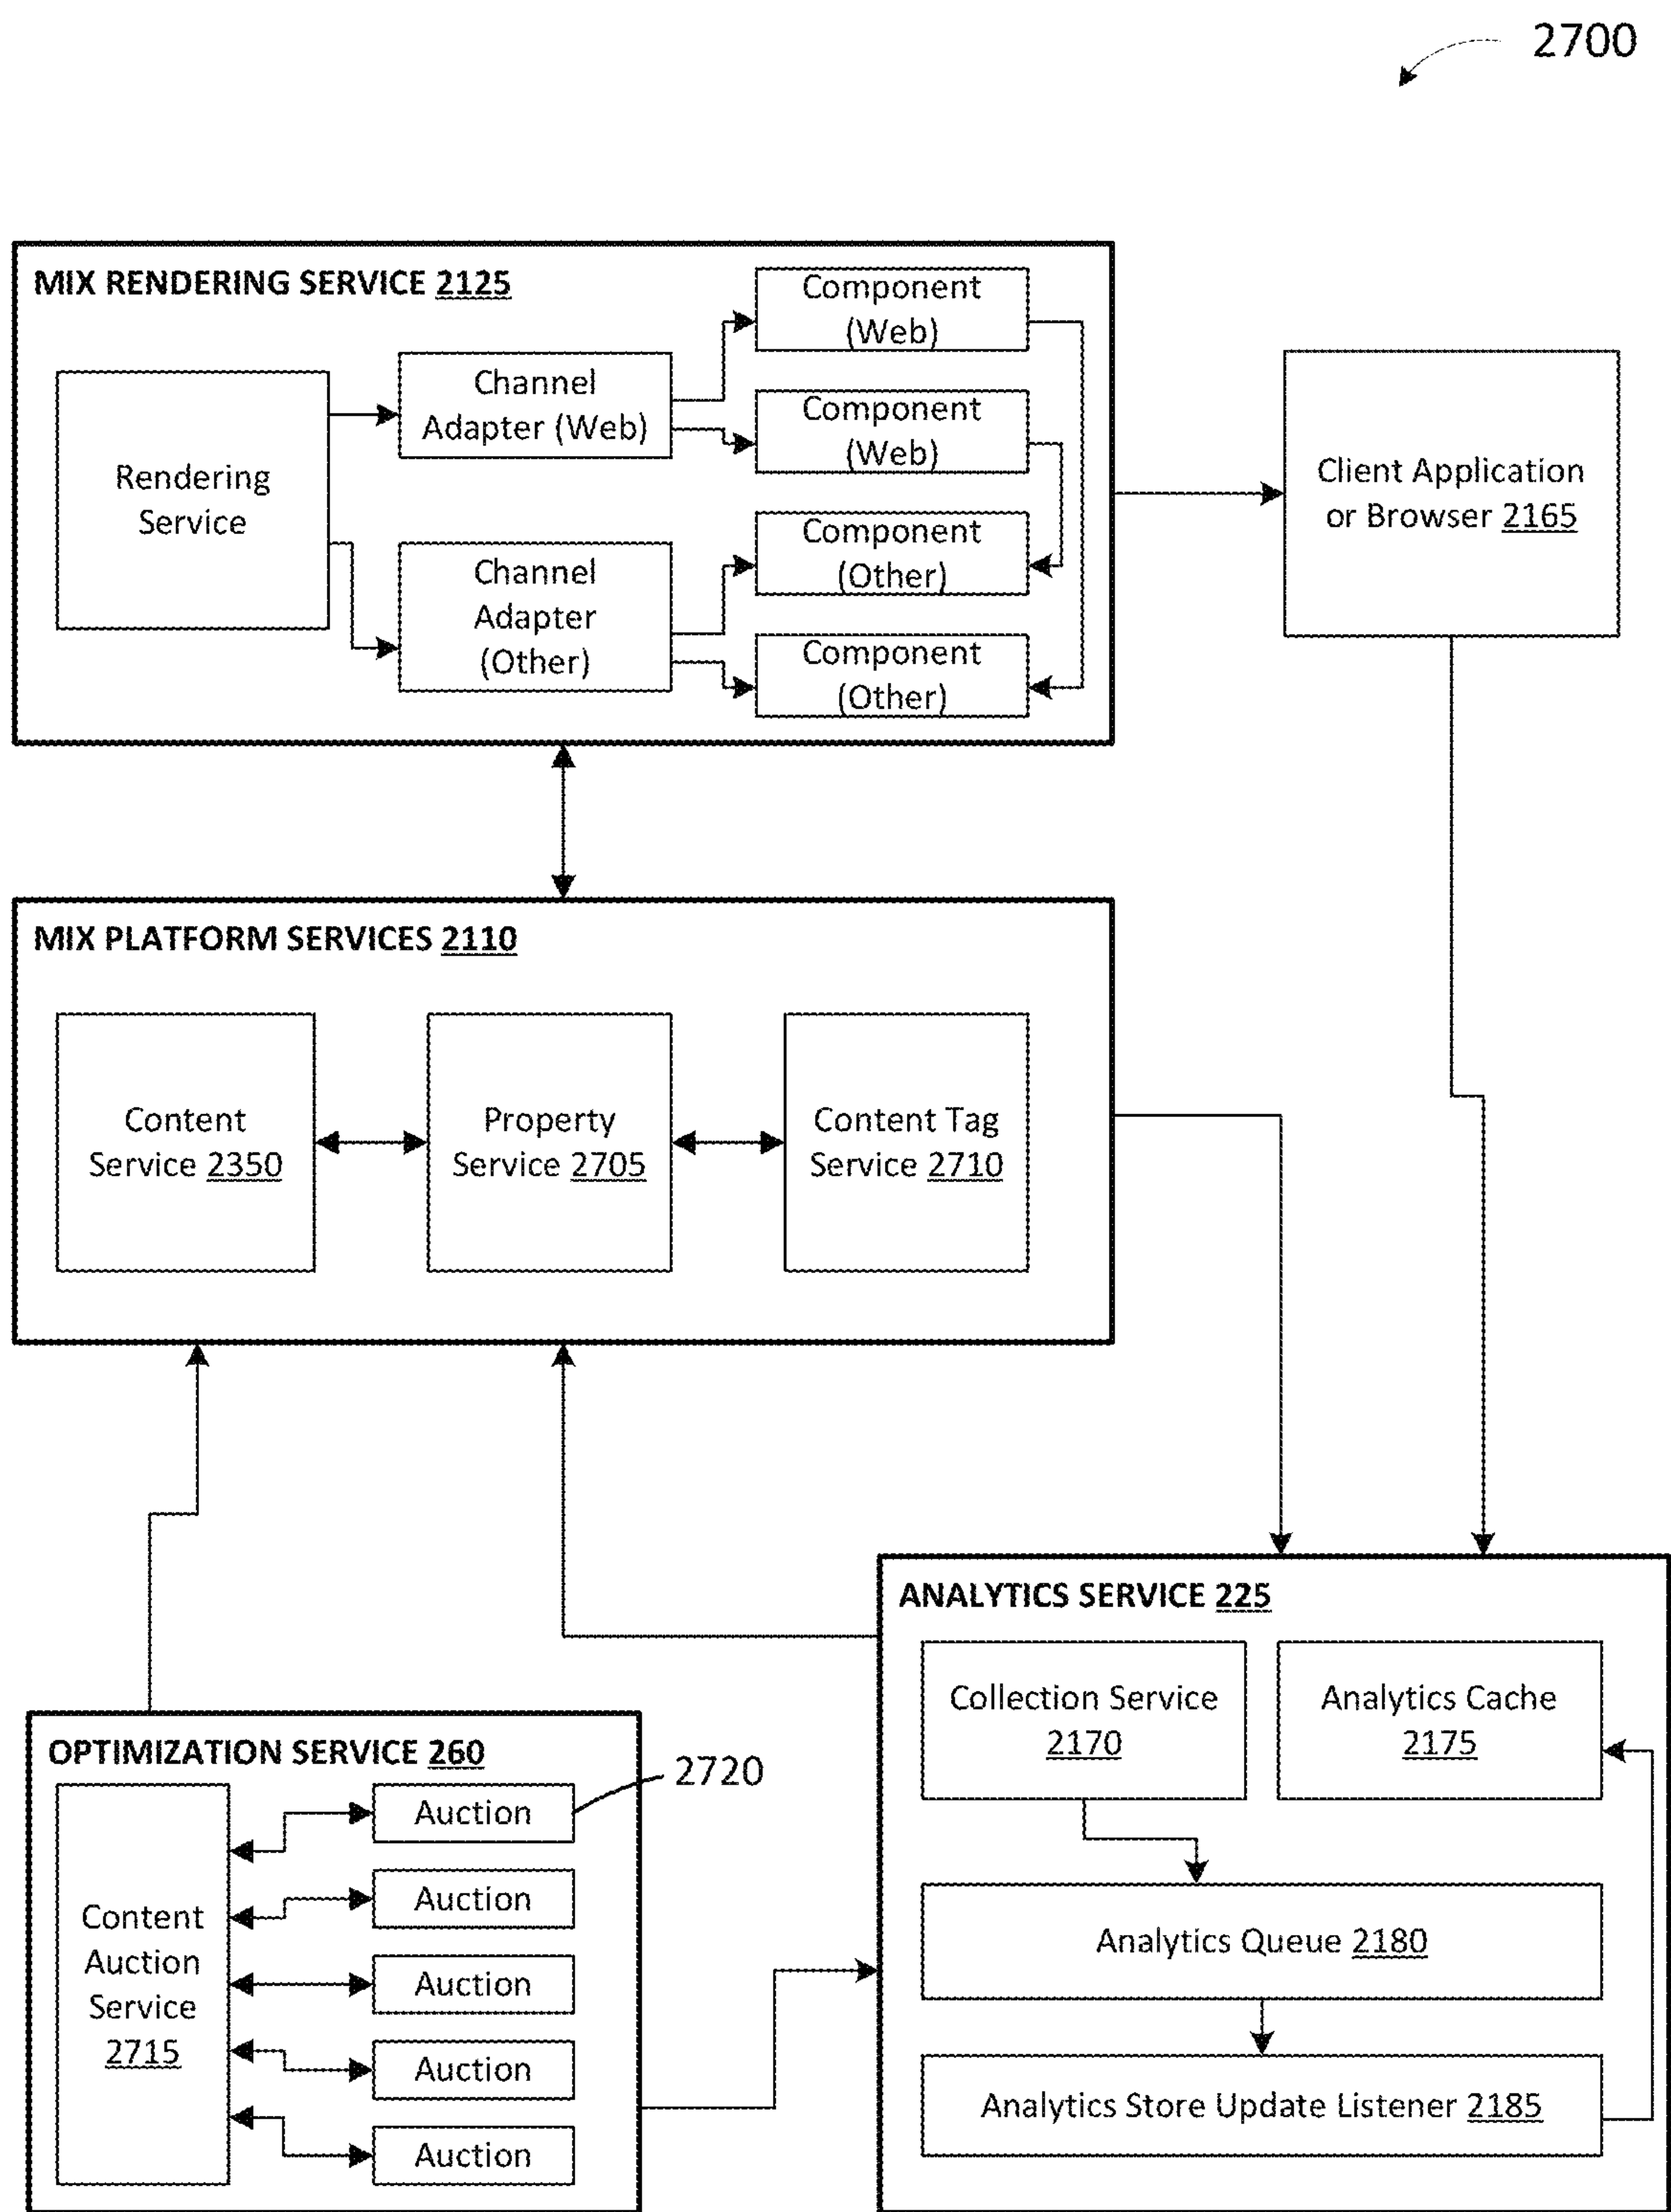 2700
MIX RENDERING SERVICE 2125
Rendering
Service
Channel
Adapter (Web)
Channel
Adapter
(Other)
Component
(Web)
Component
(Web)
Component
(Other)
Component
(Other)
Client Application
or Browser 2165
MIX PLATFORM SERVICES 2110
Content
Service 2350
Property
Service 2705
Content Tag
Service 2710
OPTIMIZATION SERVICE 260
Content
Auction
Service
2715
Auction
2720
Auction
Auction
Auction
Auction
ANALYTICS SERVICE 225
Collection Service
2170
Analytics Cache
2175
Analytics Queue 2180
Analytics Store Update Listener 2185